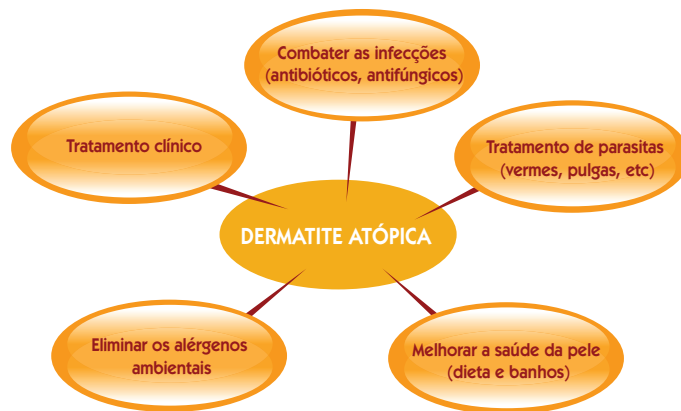 Combater as infecções
(antibióticos, antifúngicos)
Tratamento clínico
Tratamento de parasitas
(vermes, pulgas, etc)
DERMATITE ATÓPICA
Eliminar os alérgenos
ambientais
Melhorar a saúde da pele
(dieta e banhos)